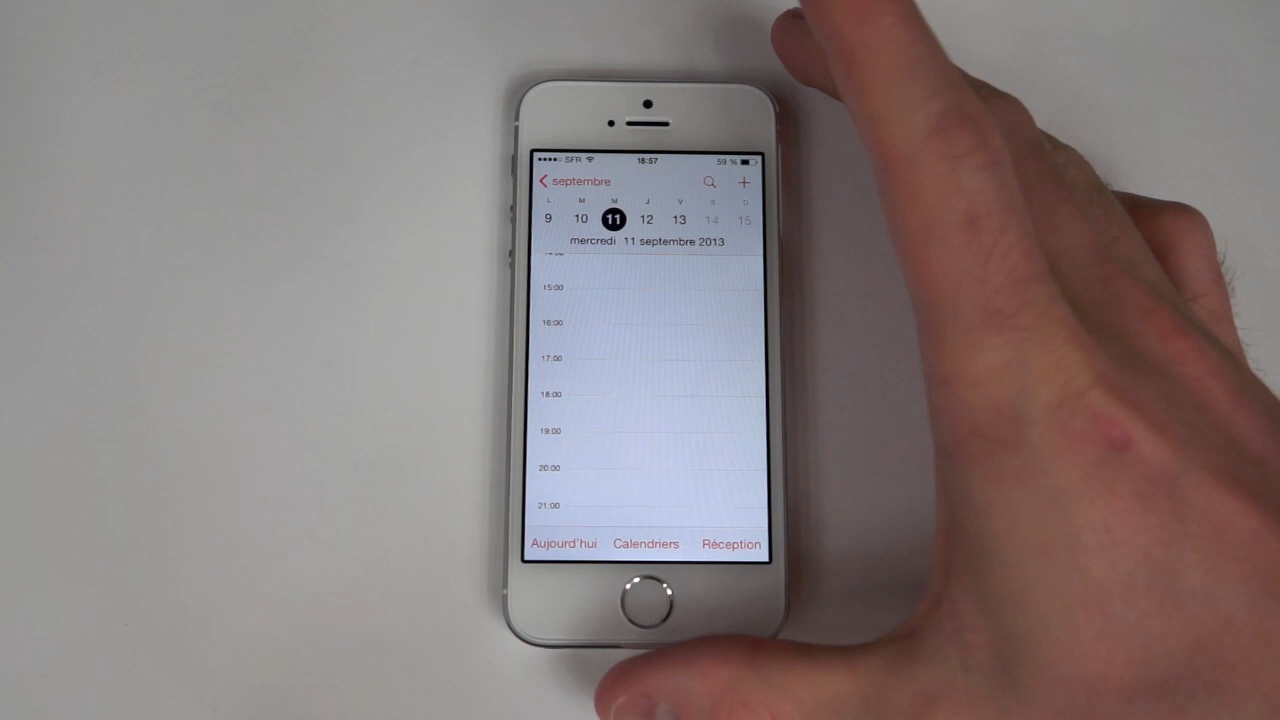 SFR 18:57 59 %
septembre
L M M J V S D
9 10 11 12 13 14 15
mercredi 11 septembre 2013
15:00
16:00
17:00
18:00
19:00
20:00
21:00
Aujourd'hui Calendriers Réception